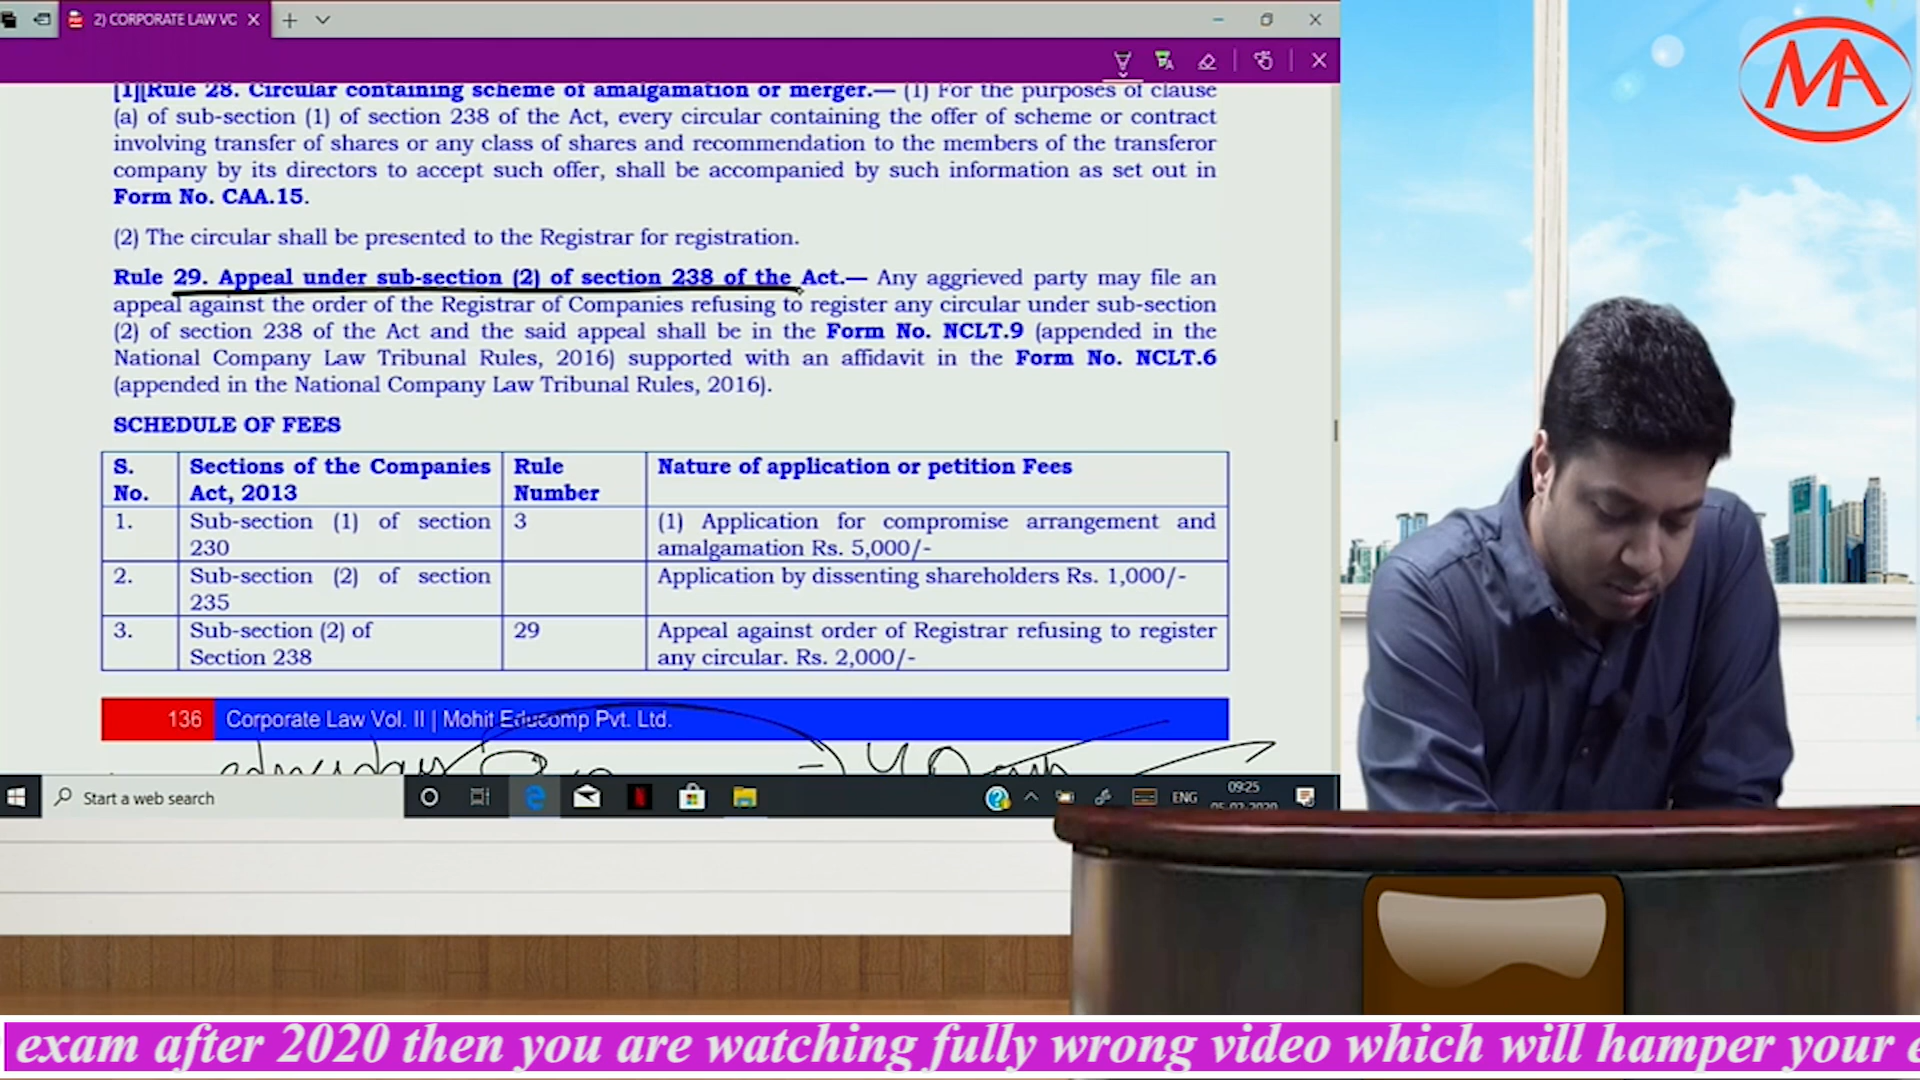 2) CORPORATE LAW VC
[1][Rule 28. Circular containing scheme of amalgamation or merger.— (1) For the purposes of clause
(a) of sub-section (1) of section 238 of the Act, every circular containing the offer of scheme or contract
involving transfer of shares or any class of shares and recommendation to the members of the transferor
company by its directors to accept such offer, shall be accompanied by such information as set out in
Form No. CAA.15.
(2) The circular shall be presented to the Registrar for registration.
Rule 29. Appeal under sub-section (2) of section 238 of the Act.— Any aggrieved party may file an
appeal against the order of the Registrar of Companies refusing to register any circular under sub-section
(2) of section 238 of the Act and the said appeal shall be in the Form No. NCLT.9 (appended in the
National Company Law Tribunal Rules, 2016) supported with an affidavit in the Form No. NCLT.6
(appended in the National Company Law Tribunal Rules, 2016).
SCHEDULE OF FEES
S. No. Sections of the Companies Act, 2013 Rule Number Nature of application or petition Fees
1. Sub-section (1) of section 230 3 (1) Application for compromise arrangement and amalgamation Rs. 5,000/-
2. Sub-section (2) of section 235 Application by dissenting shareholders Rs. 1,000/-
3. Sub-section (2) of Section 238 29 Appeal against order of Registrar refusing to register any circular. Rs. 2,000/-
136 Corporate Law Vol. II | Mohit Educomp Pvt. Ltd.
Start a web search
ENG
09:25
05-02-2020
MA
exam after 2020 then you are watching fully wrong video which will hamper your e